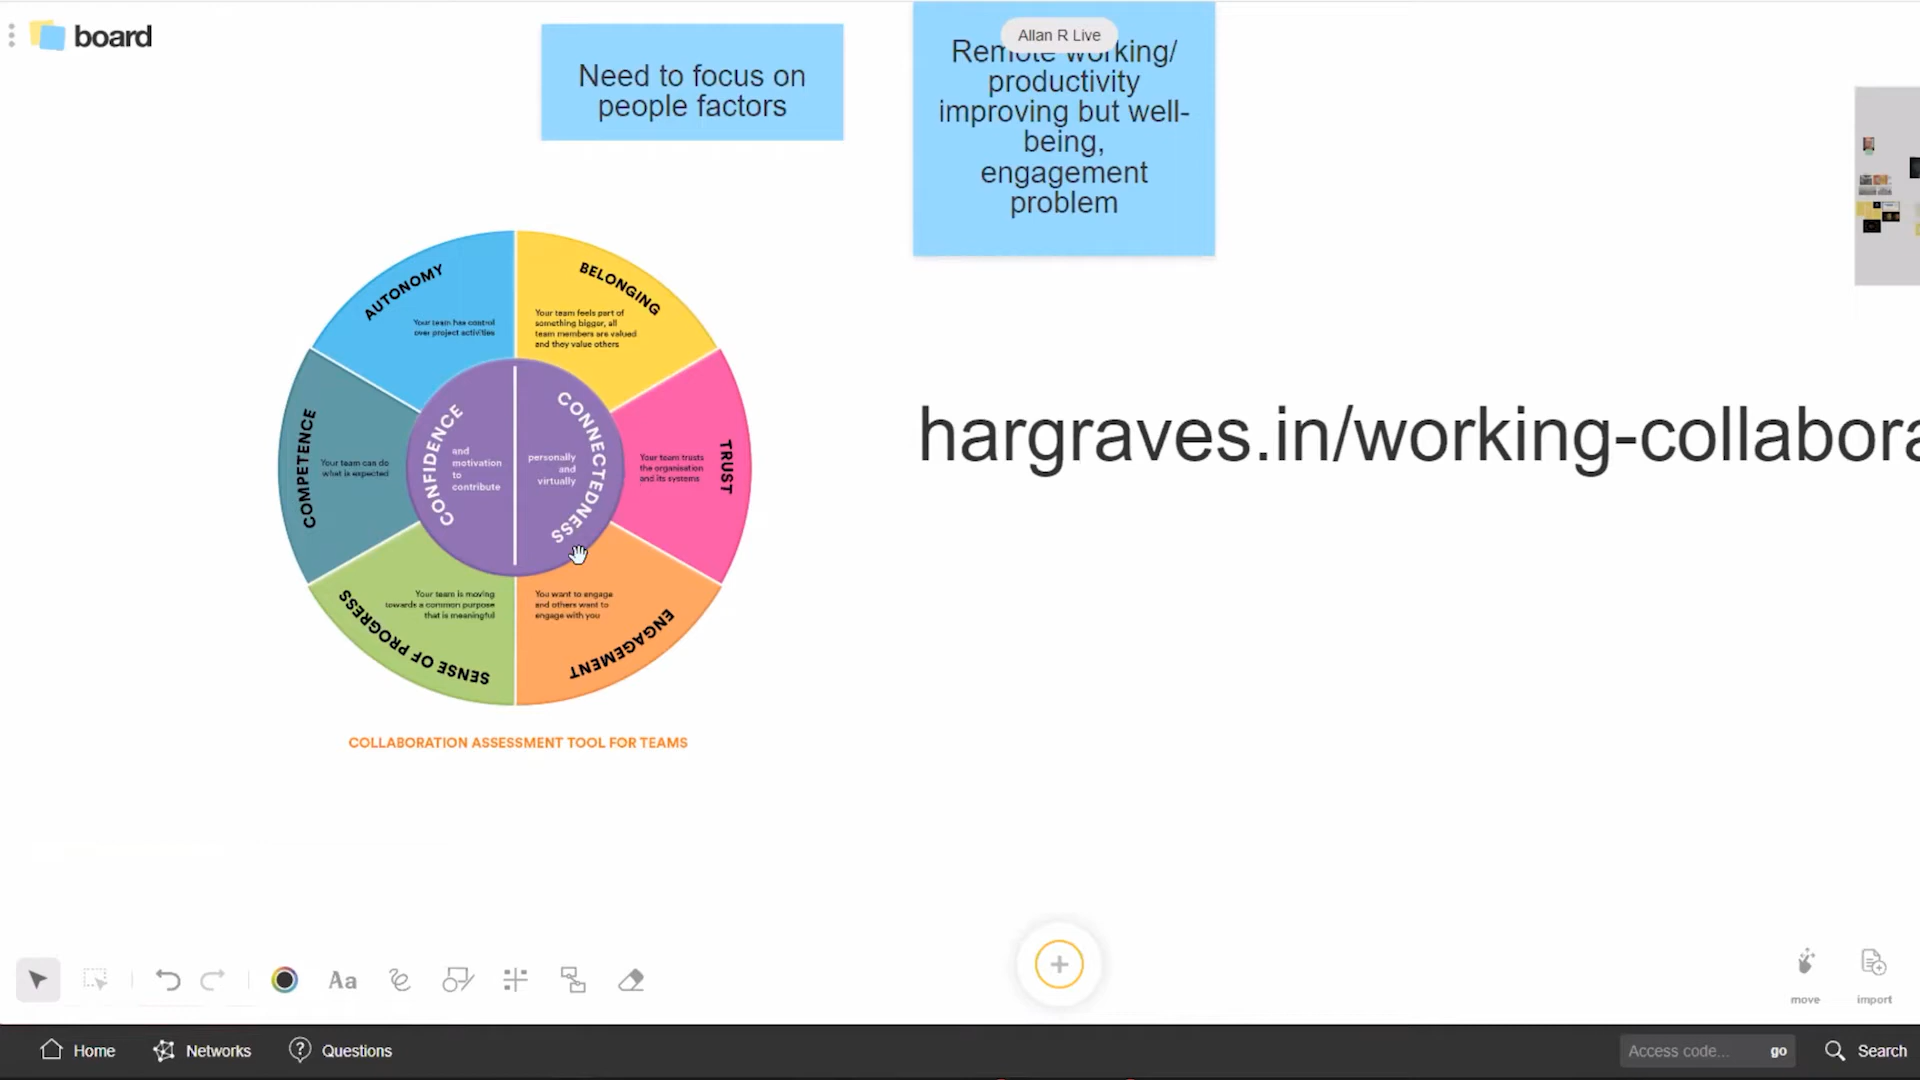 board
Need to focus on
people factors
Allan R Live
Remote working/
productivity
improving but well-
being,
engagement
problem
AUTONOMY
Your team has control
over project activities
BELONGING
Your team feels part of
something bigger, all
team members are valued
and they value others
COMPETENCE
Your team can do
what is expected
CONFIDENCE
and
motivation
to
contribute
CONNECTEDNESS
personally
and
virtually
TRUST
Your team trusts
the organisation
and its systems
SENSE OF PROGRESS
Your team is moving
towards a common purpose
that is meaningful
ENGAGEMENT
You want to engage
and others want to
engage with you
COLLABORATION ASSESSMENT TOOL FOR TEAMS
hargraves.in/working-collabora
Aa
move
import
Home
Networks
Questions
Access code...
go
Search